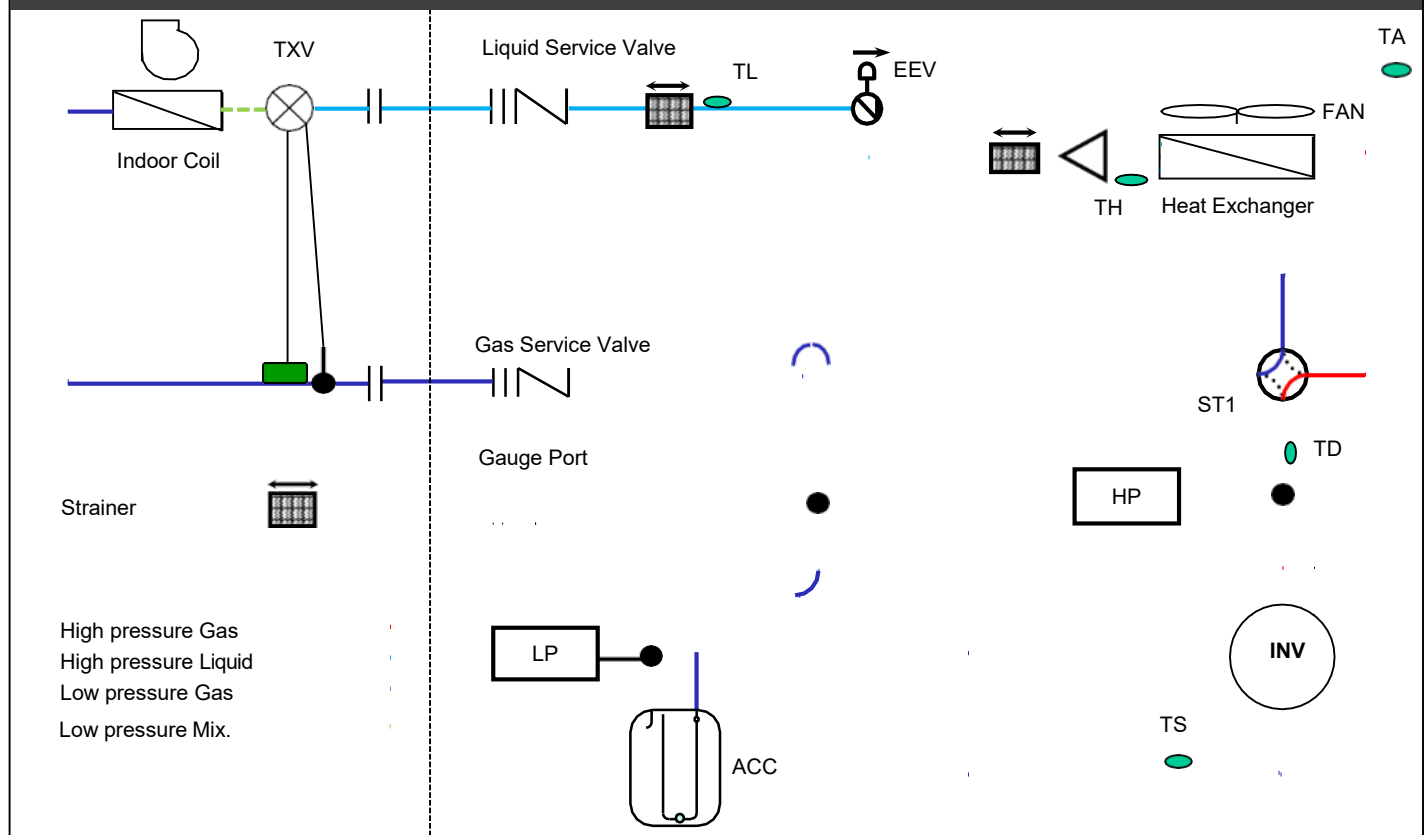 TXV
Liquid Service Valve
TL
EEV
TA
FAN
Indoor Coil
TH
Heat Exchanger
Gas Service Valve
ST1
Gauge Port
TD
HP
Strainer
High pressure Gas
High pressure Liquid
Low pressure Gas
Low pressure Mix.
LP
INV
TS
ACC